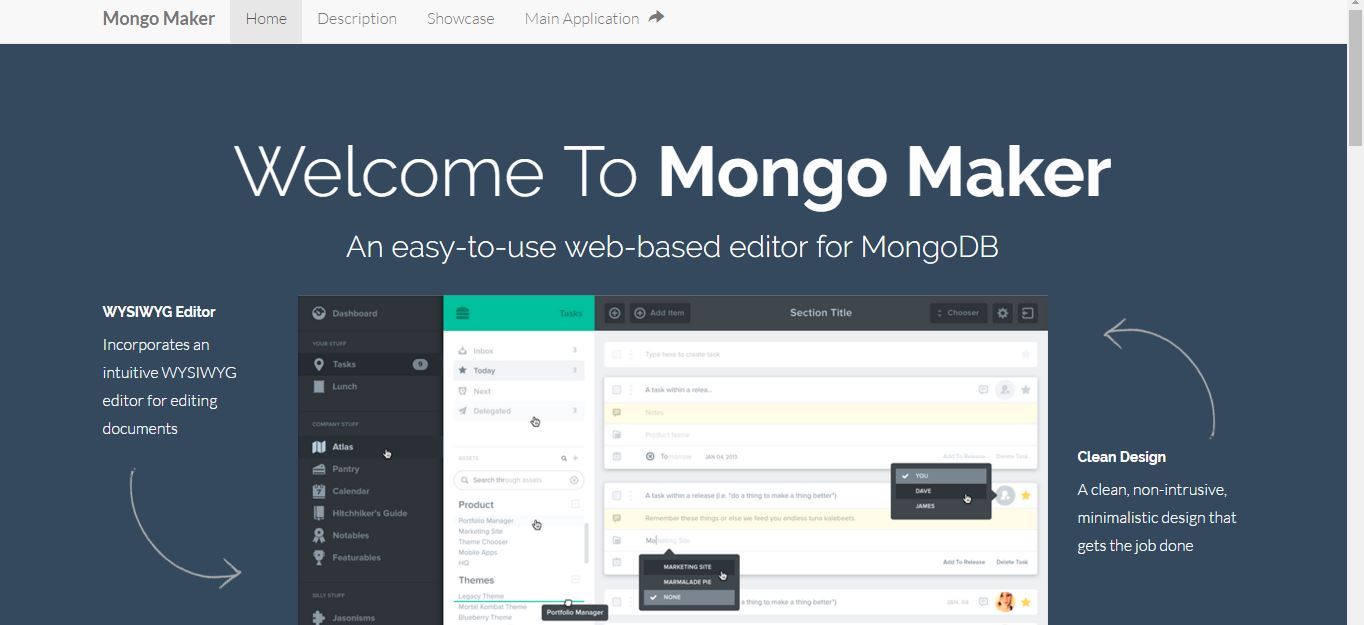 Mongo Maker Home Description Showcase Main Application
Welcome To Mongo Maker
An easy-to-use web-based editor for MongoDB
WYSIWYG Editor
Incorporates an
intuitive WYSIWYG
editor for editing
documents
Dashboard
YOUR STUFF
Tasks 9
Lunch
COMPANY STUFF
Atlas
Pantry
Calendar
Hitchhiker's Guide
Notables
Featurables
SILLY STUFF
Jasonisms
Tasks
Inbox 3
Today 3
Next
Delegated 3
ASSETS
Search through assets
Product
Portfolio Manager
Marketing Site
Theme Chooser
Mobile Apps
HQ
Themes
Legacy Theme
Mortal Kombat Theme
Blueberry Theme
Portfolio Manager
Add Item Section Title Chooser
Type here to create task
A task within a relea...
Notes
Product Name
Tomorrow JAN 04, 2013 Add To Release Delete Task
YOU
DAVE
JAMES
A task within a release (i.e. "do a thing to make a thing better")
Remember these things or else we feed you endless tuna kalebeets.
Marketing Site
Add To Release Delete Task
MARKETING SITE
MARMALADE PIE
NONE
a thing to make a thing better") JAN. 08
Clean Design
A clean, non-intrusive,
minimalistic design that
gets the job done